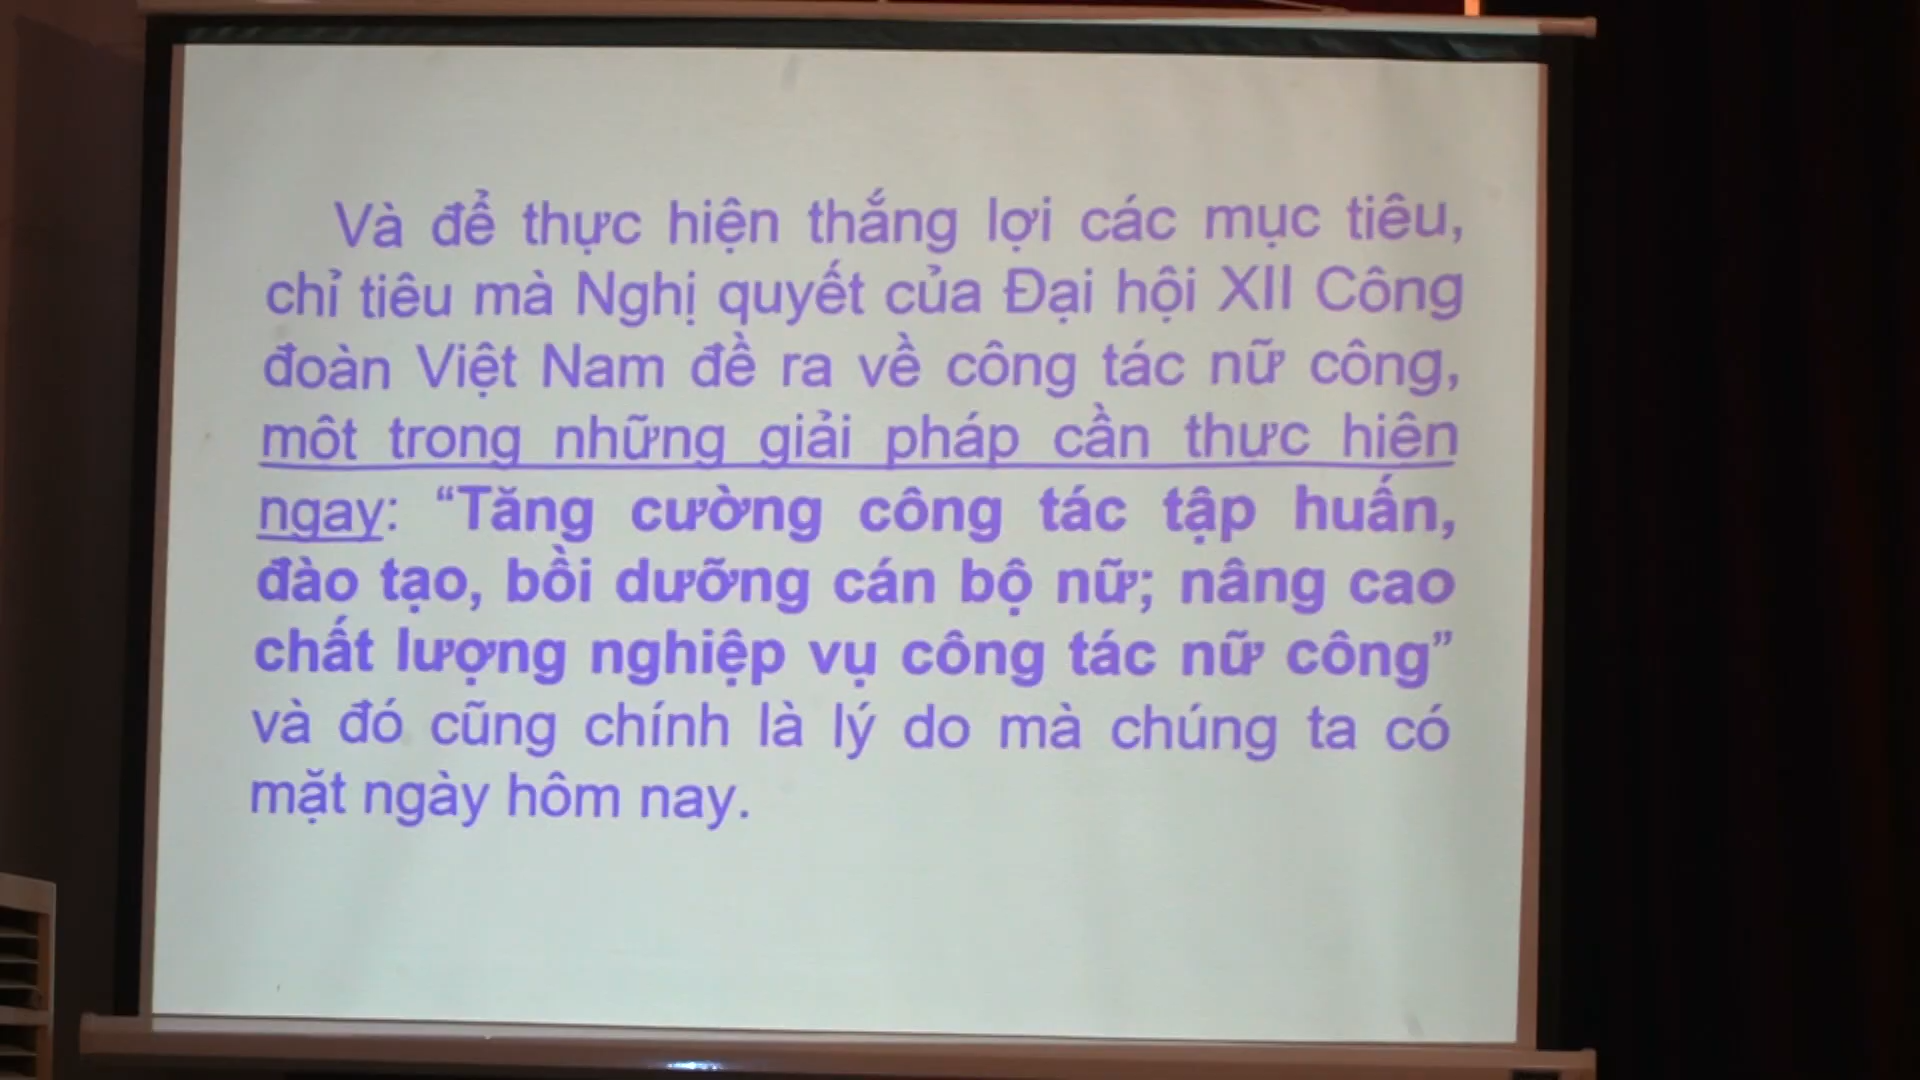 Và để thực hiện thắng lợi các mục tiêu,
chỉ tiêu mà Nghị quyết của Đại hội XII Công
đoàn Việt Nam đề ra về công tác nữ công,
một trong những giải pháp cần thực hiện
ngay: “Tăng cường công tác tập huấn,
đào tạo, bồi dưỡng cán bộ nữ; nâng cao
chất lượng nghiệp vụ công tác nữ công”
và đó cũng chính là lý do mà chúng ta có
mặt ngày hôm nay.